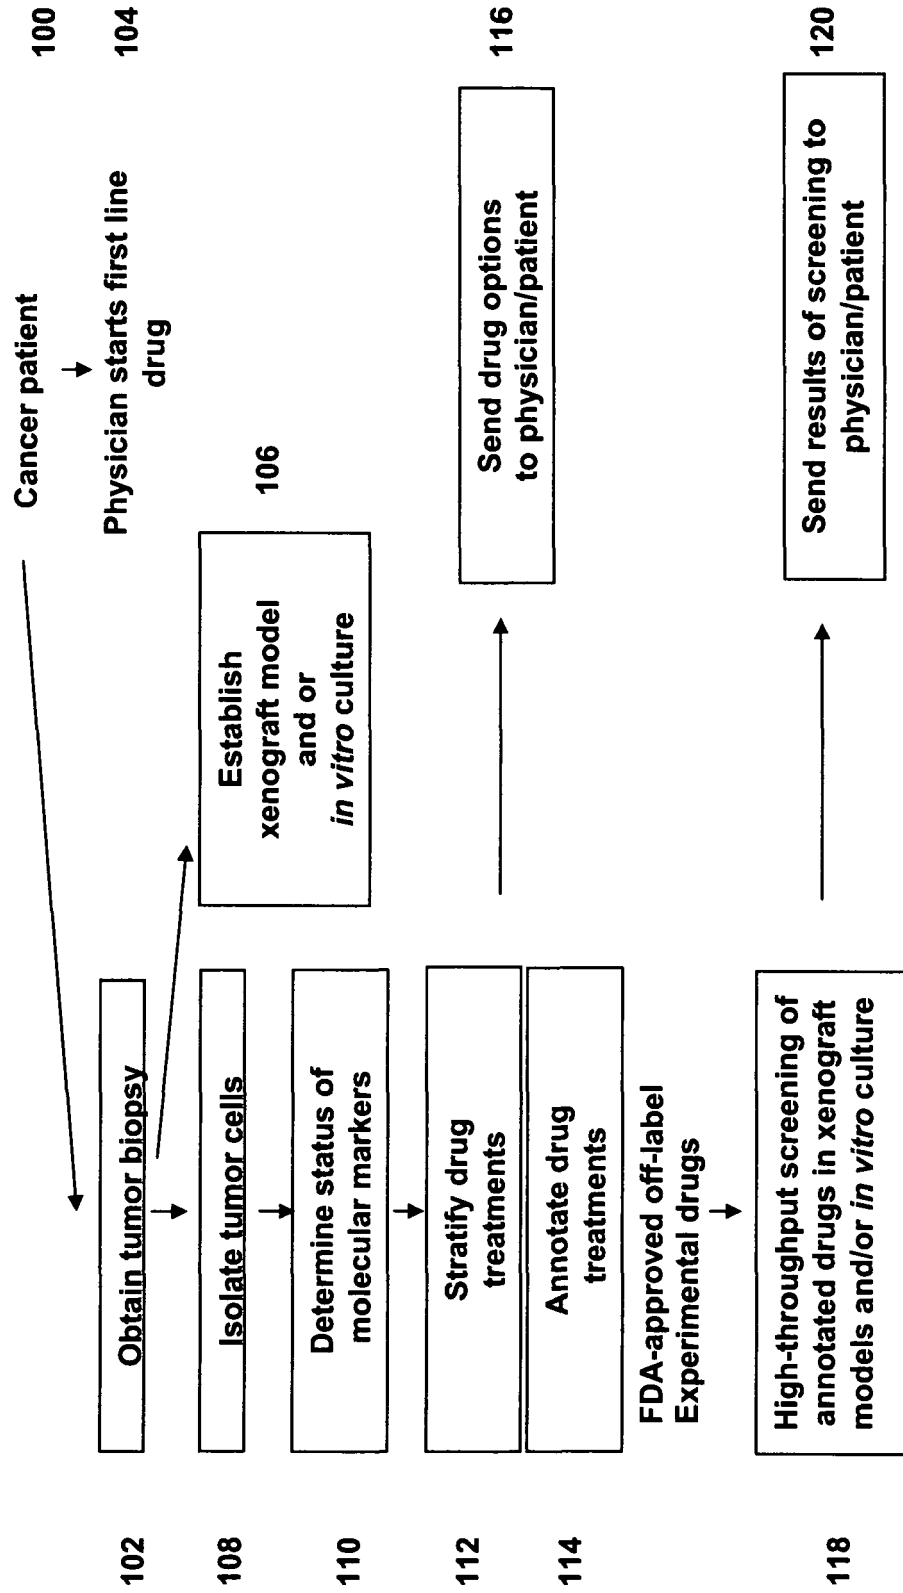 Cancer patient
100
Physician starts first line
drug
104
102
Obtain tumor biopsy
Establish
xenograft model
and or
in vitro culture
106
108
Isolate tumor cells
110
Determine status of
molecular markers
112
Stratify drug
treatments
114
Annotate drug
treatments
Send drug options
to physician/patient
116
FDA-approved off-label
Experimental drugs
118
High-throughput screening of
annotated drugs in xenograft
models and/or in vitro culture
Send results of screening to
physician/patient
120